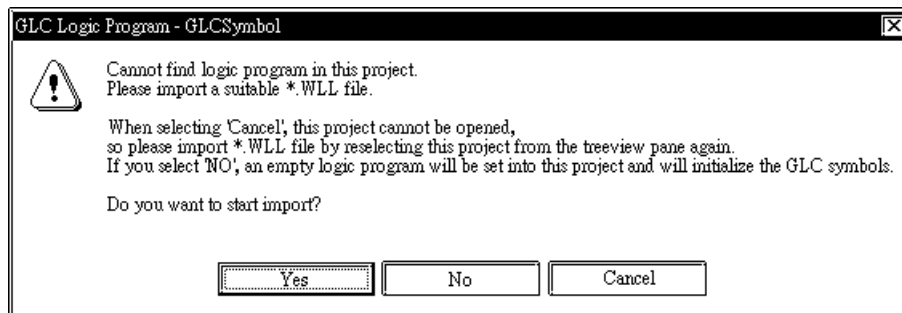 GLC Logic Program - GLCSymbol
Cannot find logic program in this project.
Please import a suitable *.WLL file.
When selecting 'Cancel', this project cannot be opened,
so please import *.WLL file by reselecting this project from the treeview pane again.
If you select 'NO', an empty logic program will be set into this project and will initialize the GLC symbols.
Do you want to start import?
Yes
No
Cancel